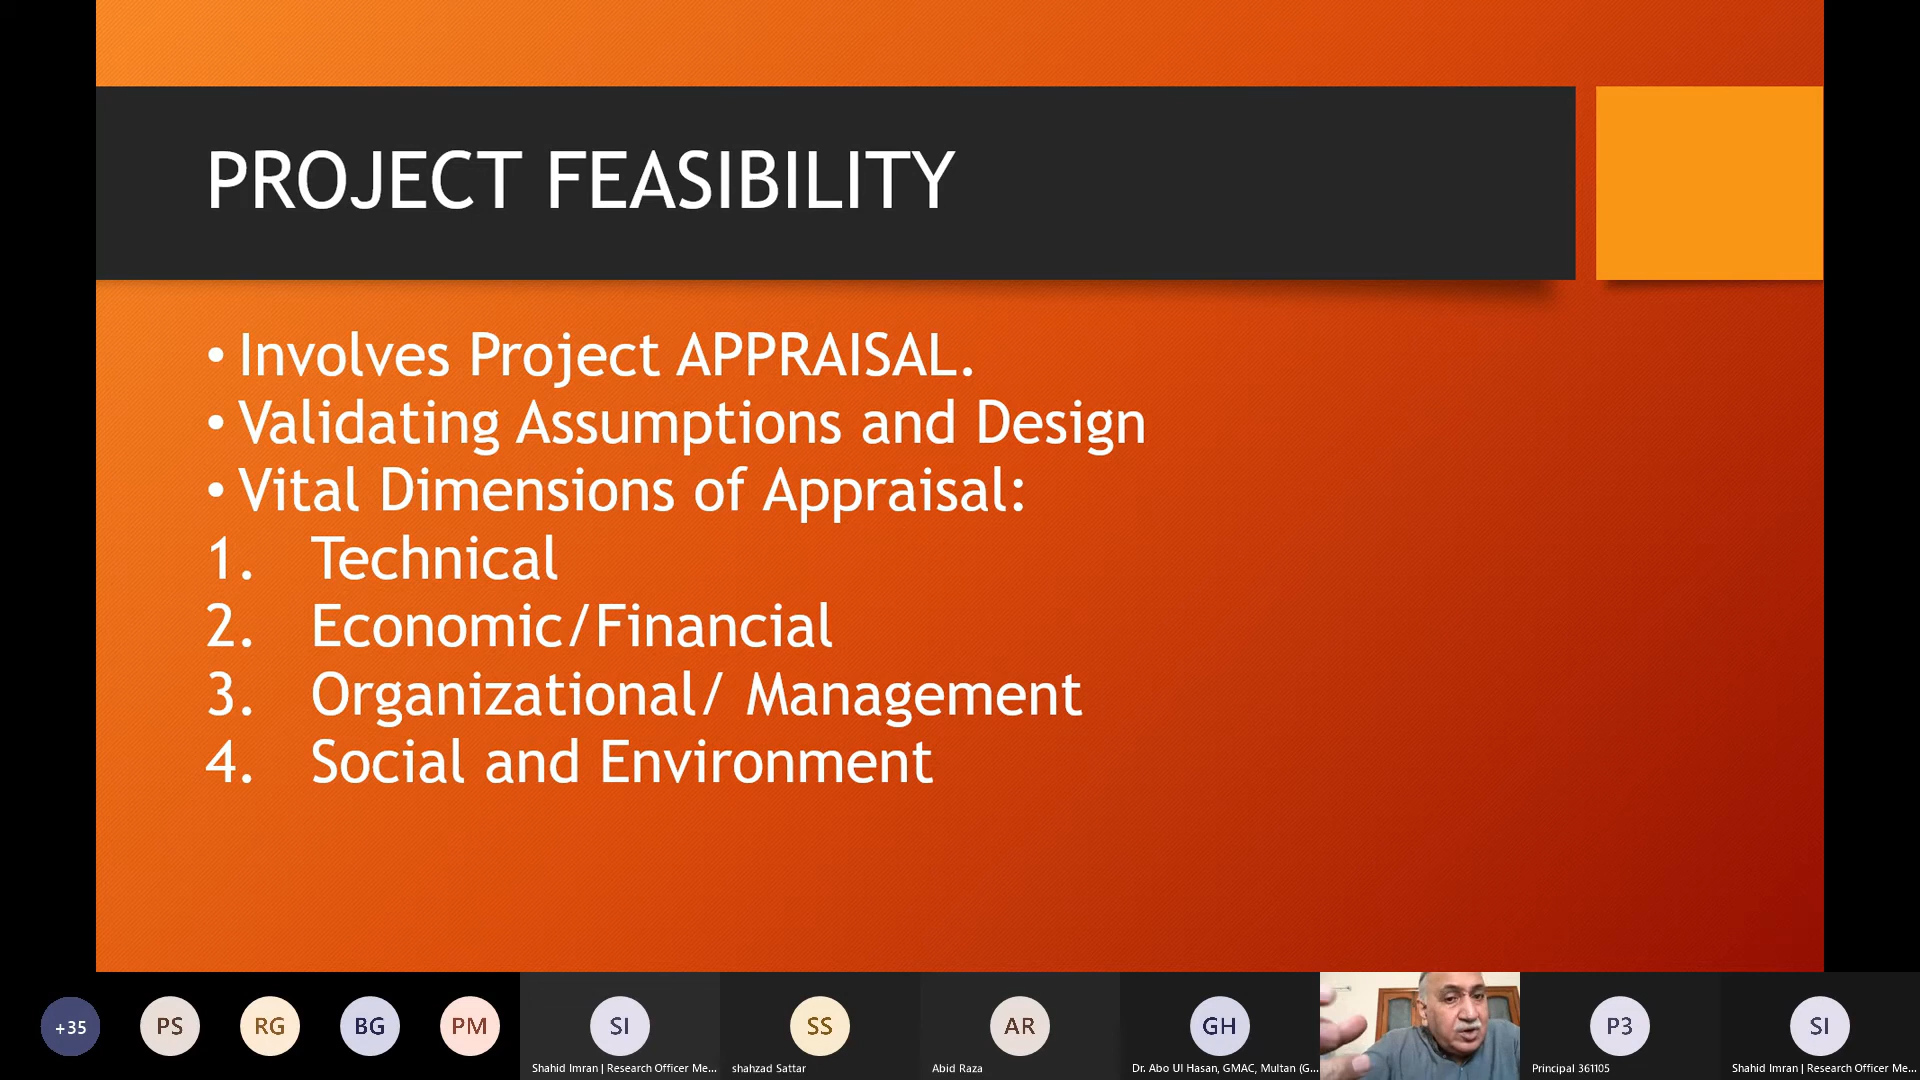 PROJECT FEASIBILITY
• Involves Project APPRAISAL.
• Validating Assumptions and Design
• Vital Dimensions of Appraisal:
1. Technical
2. Economic/Financial
3. Organizational/ Management
4. Social and Environment
+35
PS
RG
BG
PM
SI
SS
AR
GH
P3
SI
Shahid Imran | Research Officer Me...
shahzad Sattar
Abid Raza
Dr. Abo Ul Hasan, GMAC, Multan (G...
Principal 361105
Shahid Imran | Research Officer Me...